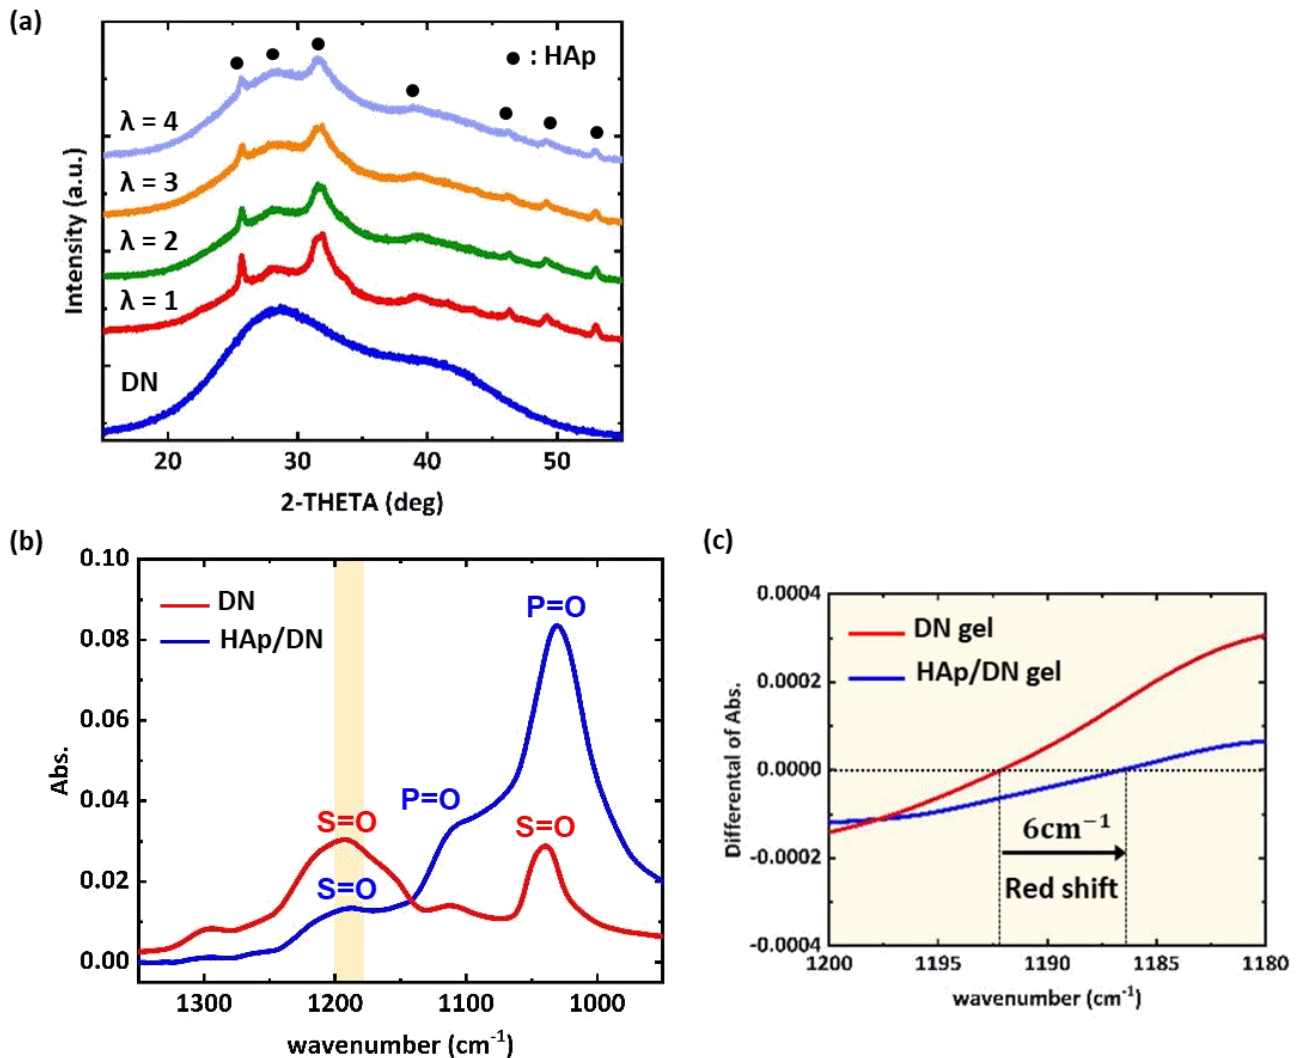 (a)
● : HAp
λ = 4
λ = 3
λ = 2
λ = 1
DN
Intensity (a.u.)
20 30 40 50
2-THETA (deg)
(b)
Abs.
0.10
0.08
0.06
0.04
0.02
0.00
DN
HAp/DN
P=O
P=O
S=O
S=O
S=O
1300 1200 1100 1000
wavenumber (cm⁻¹)
(c)
Differental of Abs.
0.0004
0.0002
0.0000
-0.0002
-0.0004
DN gel
HAp/DN gel
6cm⁻¹
Red shift
1200 1195 1190 1185 1180
wavenumber (cm⁻¹)